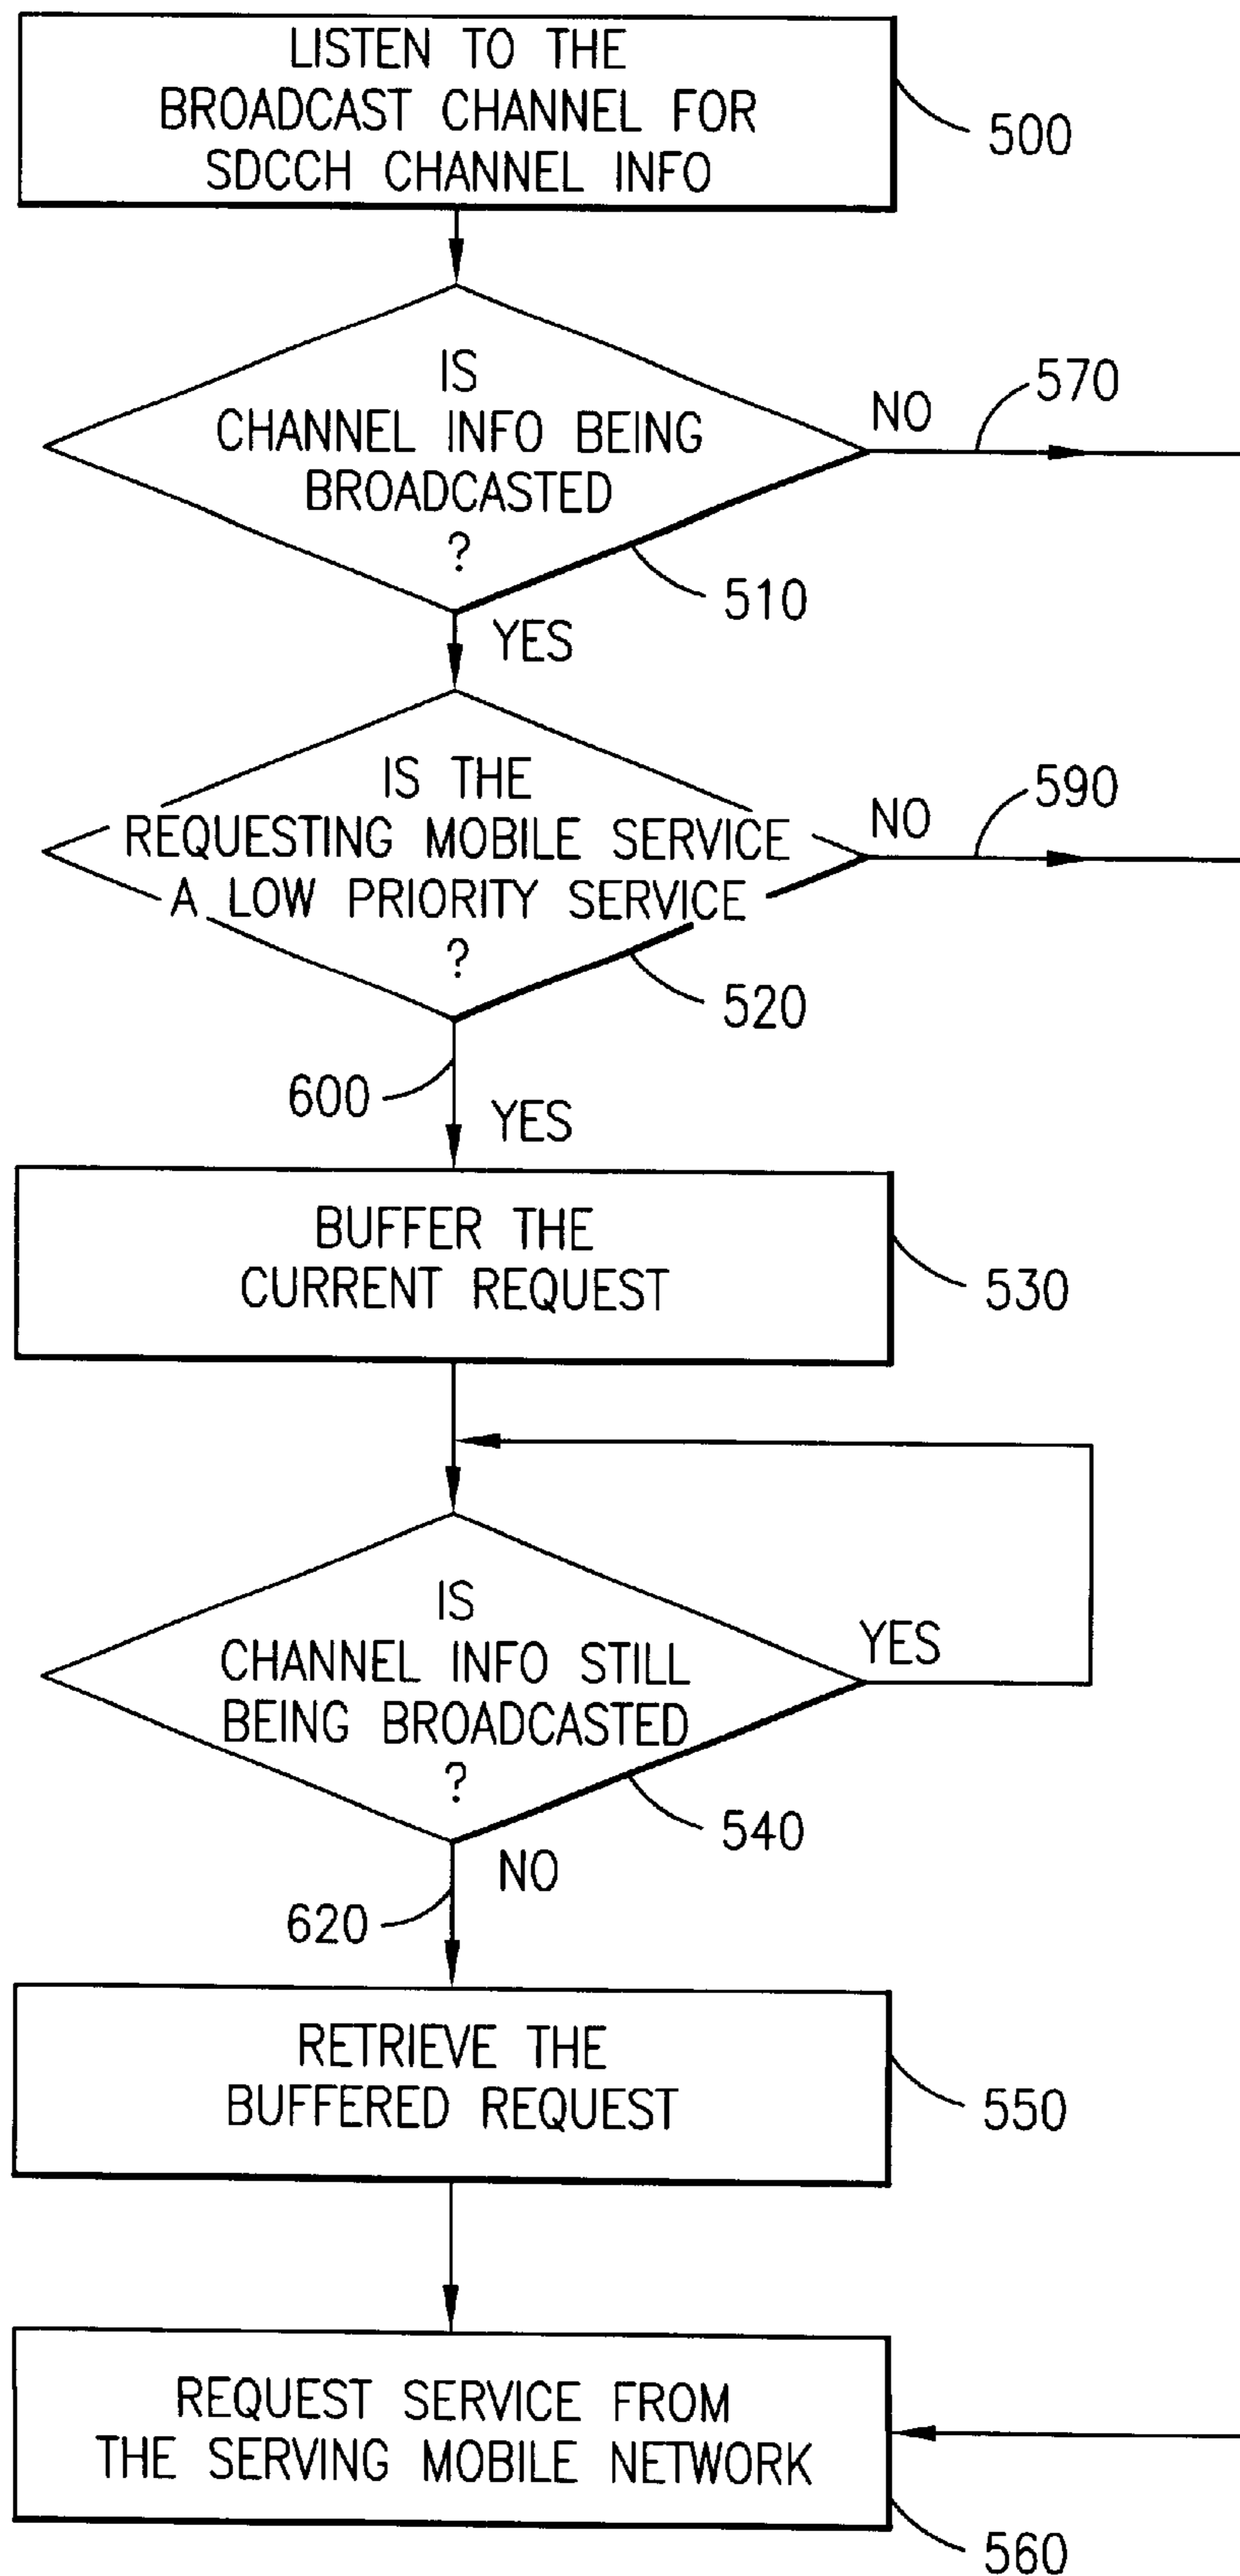 LISTEN TO THE
BROADCAST CHANNEL FOR
SDCCH CHANNEL INFO
500
IS
CHANNEL INFO BEING
BROADCASTED
?
NO
570
510
YES
IS THE
REQUESTING MOBILE SERVICE
A LOW PRIORITY SERVICE
?
NO
590
520
600
YES
BUFFER THE
CURRENT REQUEST
530
IS
CHANNEL INFO STILL
BEING BROADCASTED
?
YES
540
NO
620
RETRIEVE THE
BUFFERED REQUEST
550
REQUEST SERVICE FROM
THE SERVING MOBILE NETWORK
560